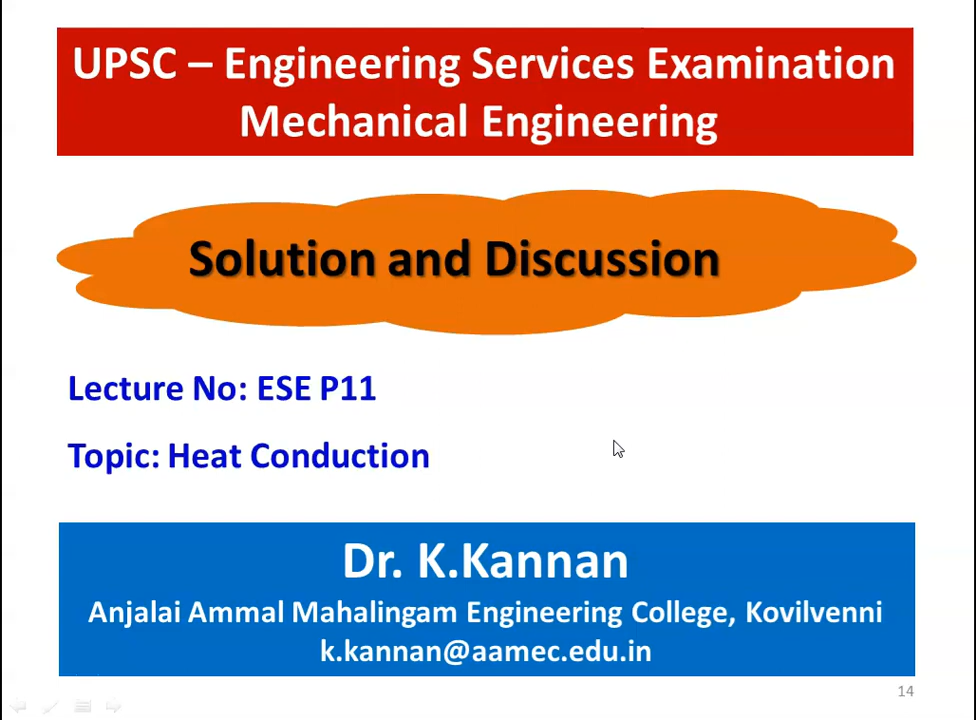 UPSC – Engineering Services Examination
Mechanical Engineering
Solution and Discussion
Lecture No: ESE P11
Topic: Heat Conduction
Dr. K.Kannan
Anjalai Ammal Mahalingam Engineering College, Kovilvenni
k.kannan@aamec.edu.in
14